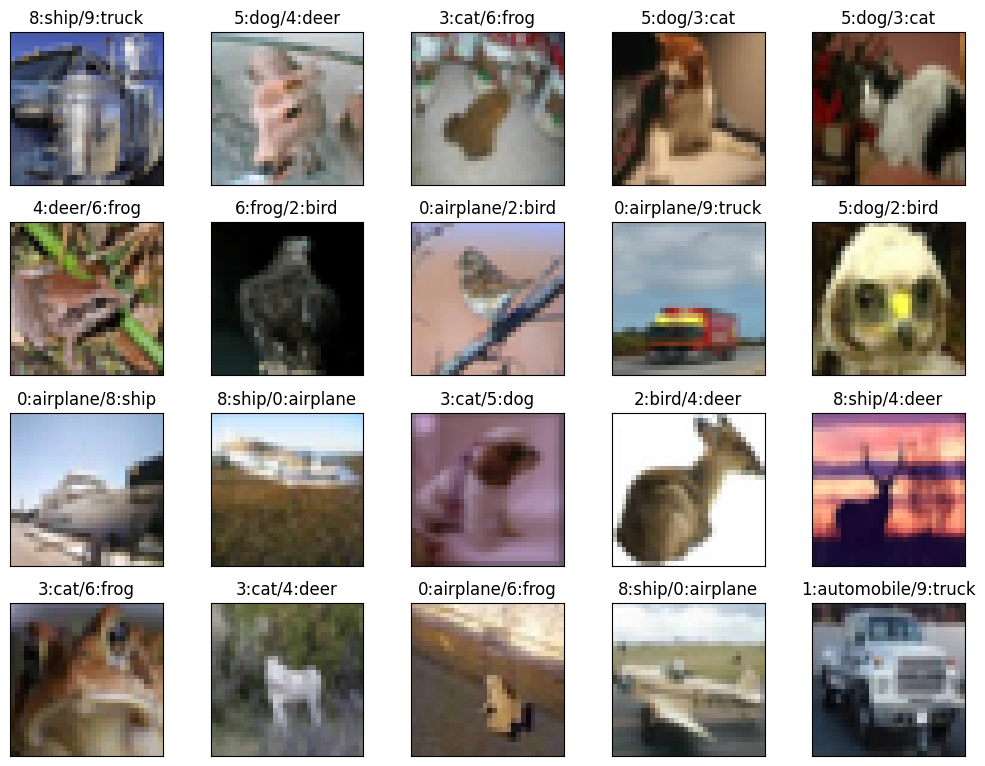 8:ship/9:truck
5:dog/4:deer
3:cat/6:frog
5:dog/3:cat
5:dog/3:cat
4:deer/6:frog
6:frog/2:bird
0:airplane/2:bird
0:airplane/9:truck
5:dog/2:bird
0:airplane/8:ship
8:ship/0:airplane
3:cat/5:dog
2:bird/4:deer
8:ship/4:deer
3:cat/6:frog
3:cat/4:deer
0:airplane/6:frog
8:ship/0:airplane
1:automobile/9:truck